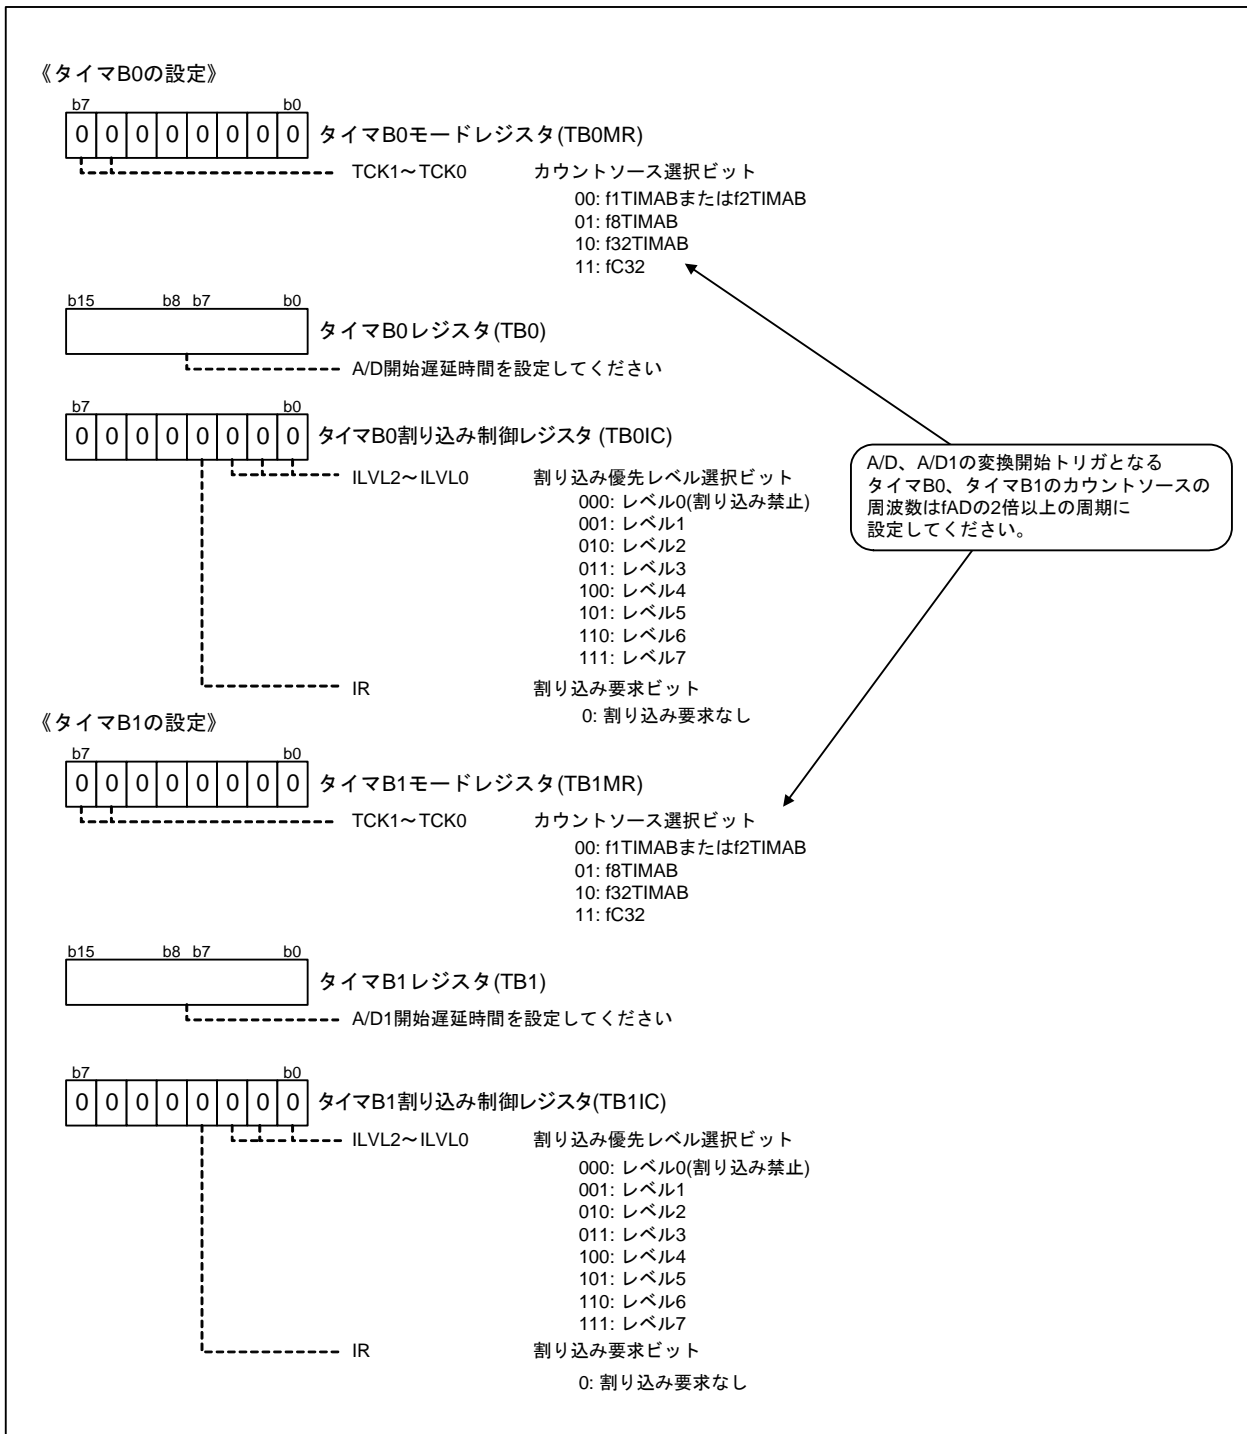 《タイマB0の設定》
b7 b0
0 0 0 0 0 0 0 0 タイマB0モードレジスタ(TB0MR)
TCK1～TCK0 カウントソース選択ビット
00: f1TIMABまたはf2TIMAB
01: f8TIMAB
10: f32TIMAB
11: fC32
b15 b8 b7 b0
タイマB0レジスタ(TB0)
A/D開始遅延時間を設定してください
b7 b0
0 0 0 0 0 0 0 0 タイマB0割り込み制御レジスタ(TB0IC)
ILVL2～ILVL0 割り込み優先レベル選択ビット
000: レベル0(割り込み禁止)
001: レベル1
010: レベル2
011: レベル3
100: レベル4
101: レベル5
110: レベル6
111: レベル7
IR 割り込み要求ビット
0: 割り込み要求なし
A/D、A/D1の変換開始トリガとなる
タイマB0、タイマB1のカウントソースの
周波数はfADの2倍以上の周期に
設定してください。
《タイマB1の設定》
b7 b0
0 0 0 0 0 0 0 0 タイマB1モードレジスタ(TB1MR)
TCK1～TCK0 カウントソース選択ビット
00: f1TIMABまたはf2TIMAB
01: f8TIMAB
10: f32TIMAB
11: fC32
b15 b8 b7 b0
タイマB1レジスタ(TB1)
A/D1開始遅延時間を設定してください
b7 b0
0 0 0 0 0 0 0 0 タイマB1割り込み制御レジスタ(TB1IC)
ILVL2～ILVL0 割り込み優先レベル選択ビット
000: レベル0(割り込み禁止)
001: レベル1
010: レベル2
011: レベル3
100: レベル4
101: レベル5
110: レベル6
111: レベル7
IR 割り込み要求ビット
0: 割り込み要求なし